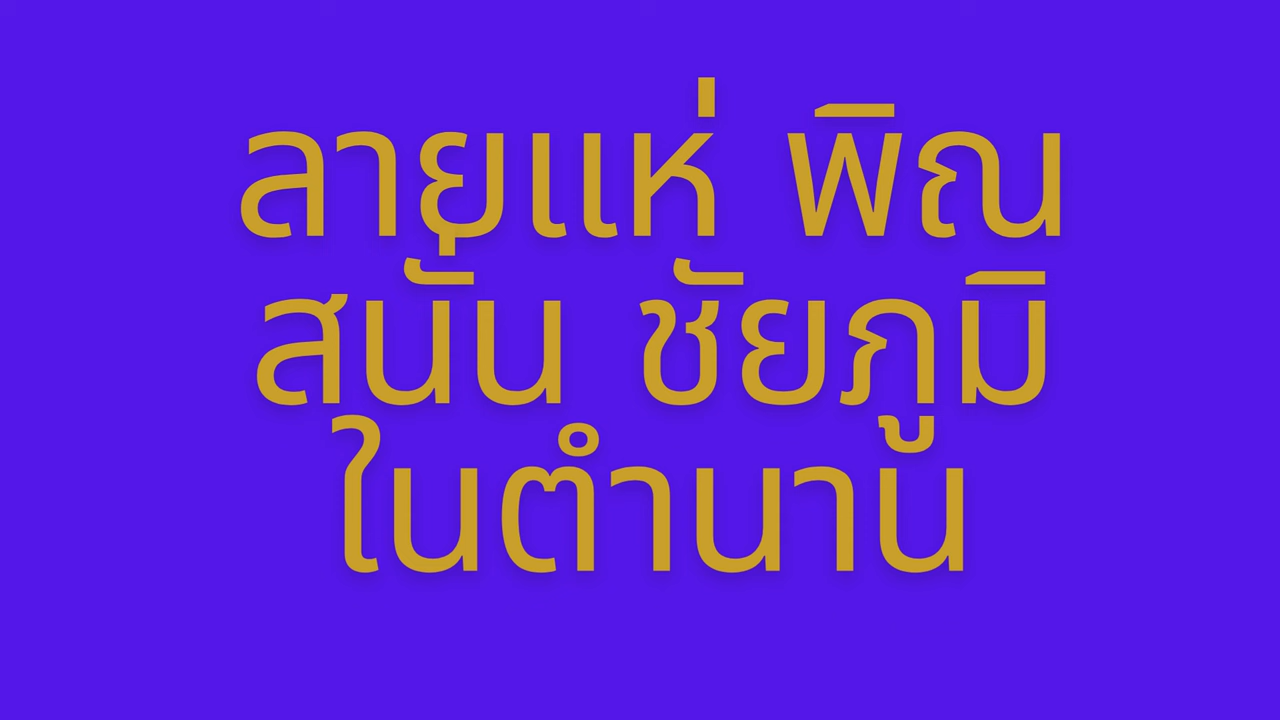 ลายแห่ พิณ
สนั่น ชัยภูมิ
ในตำนาน